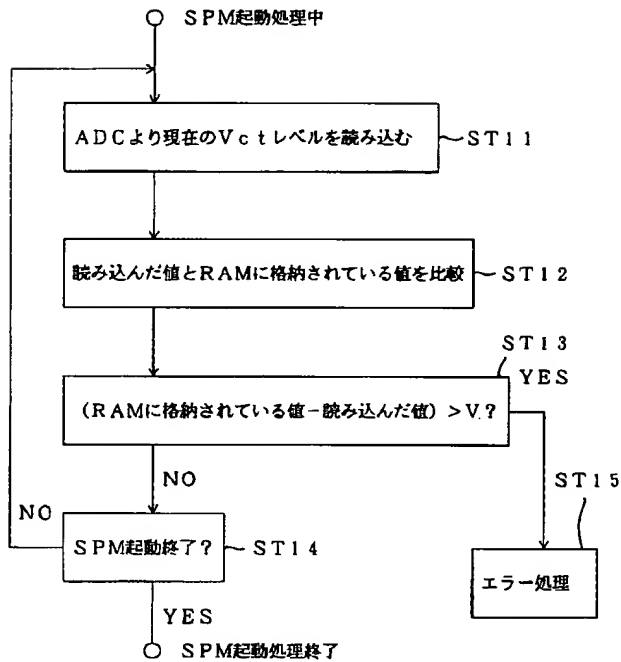 SPM起動処理中
ADCより現在のVctレベルを読み込む
ST11
読み込んだ値とRAMに格納されている値を比較
ST12
ST13
YES
(RAMに格納されている値-読み込んだ値)>V.?
NO
ST15
NO
SPM起動終了?
ST14
エラー処理
YES
SPM起動処理終了